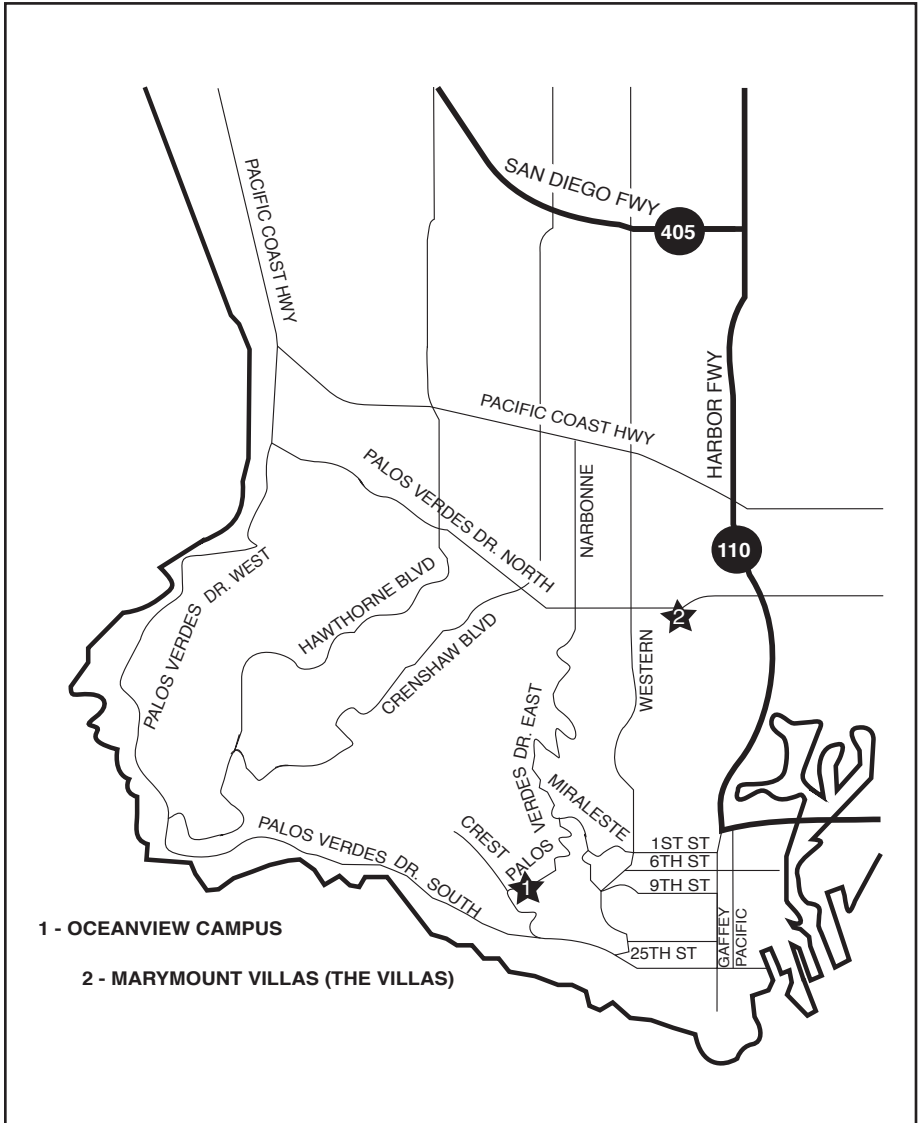 SAN DIEGO FWY
405
PACIFIC COAST HWY
HARBOR FWY
PACIFIC COAST HWY
PALOS VERDES DR. NORTH
NARBONNE
110
PALOS VERDES DR. WEST
HAWTHORNE BLVD
CRENSHAW BLVD
2
WESTERN
PALOS VERDES DR. EAST
MIRALESTE
PALOS VERDES DR. SOUTH
CREST
1ST ST
6TH ST
9TH ST
1
GAFFEY
PACIFIC
25TH ST
1 - OCEANVIEW CAMPUS
2 - MARYMOUNT VILLAS (THE VILLAS)